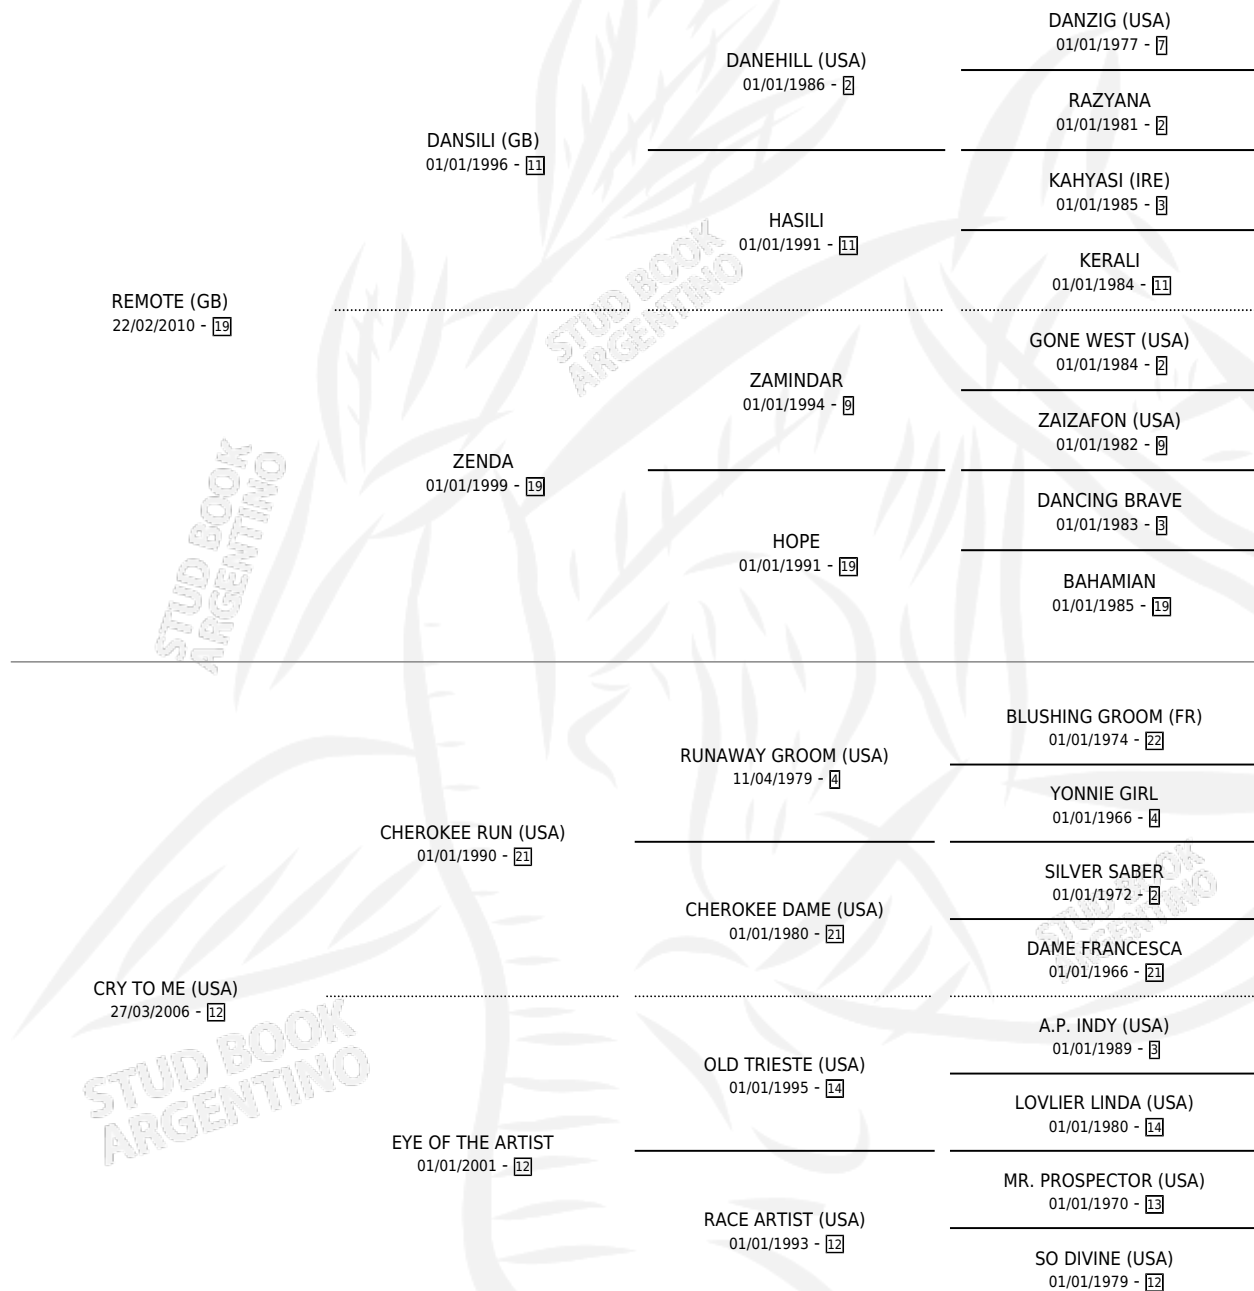 DANZIG (USA)
01/01/1977 - 7
DANEHILL (USA)
01/01/1986 - 2
RAZYANA
01/01/1981 - 2
DANSILI (GB)
01/01/1996 - 11
KAHYASI (IRE)
01/01/1985 - 3
HASILI
01/01/1991 - 11
KERALI
01/01/1984 - 11
REMOTE (GB)
22/02/2010 - 19
GONE WEST (USA)
01/01/1984 - 2
ZAMINDAR
01/01/1994 - 9
ZAIZAFON (USA)
01/01/1982 - 9
ZENDA
01/01/1999 - 19
DANCING BRAVE
01/01/1983 - 3
HOPE
01/01/1991 - 19
BAHAMIAN
01/01/1985 - 19
BLUSHING GROOM (FR)
01/01/1974 - 22
RUNAWAY GROOM (USA)
11/04/1979 - 4
YONNIE GIRL
01/01/1966 - 4
CHEROKEE RUN (USA)
01/01/1990 - 21
SILVER SABER
01/01/1972 - 2
CHEROKEE DAME (USA)
01/01/1980 - 21
DAME FRANCESCA
01/01/1966 - 21
CRY TO ME (USA)
27/03/2006 - 12
A.P. INDY (USA)
01/01/1989 - 3
OLD TRIESTE (USA)
01/01/1995 - 14
LOVLIER LINDA (USA)
01/01/1980 - 14
EYE OF THE ARTIST
01/01/2001 - 12
MR. PROSPECTOR (USA)
01/01/1970 - 13
RACE ARTIST (USA)
01/01/1993 - 12
SO DIVINE (USA)
01/01/1979 - 12
STUD BOOK
ARGENTINO
STUD BOOK
ARGENTINO
STUD BOOK
ARGENTINO
STUD BOOK
ARGENTINO